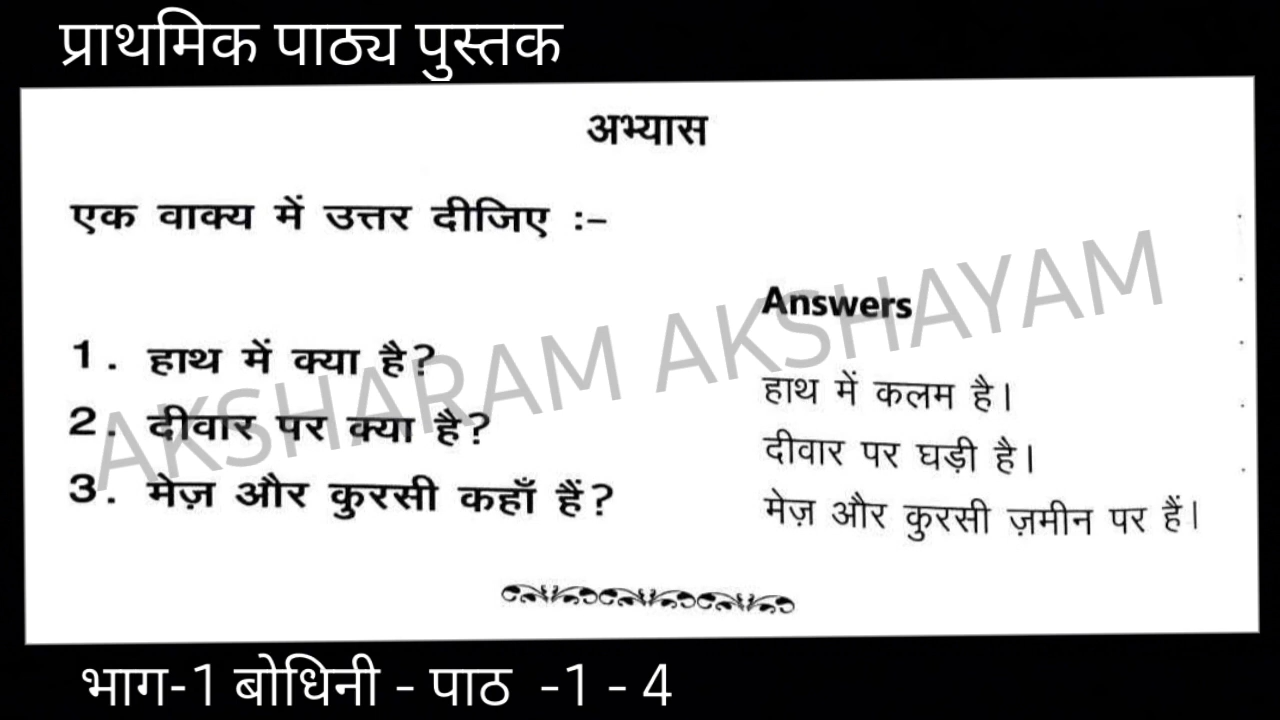 प्राथमिक पाठ्य पुस्तक
अभ्यास
एक वाक्य में उत्तर दीजिए :-
1. हाथ में क्या है?
2. दीवार पर क्या है?
3. मेज़ और कुरसी कहाँ हैं?
Answers
हाथ में कलम है।
दीवार पर घड़ी है।
मेज़ और कुरसी ज़मीन पर हैं।
AKSHARAM AKSHAYAM
भाग-1 बोधिनी - पाठ -1 - 4